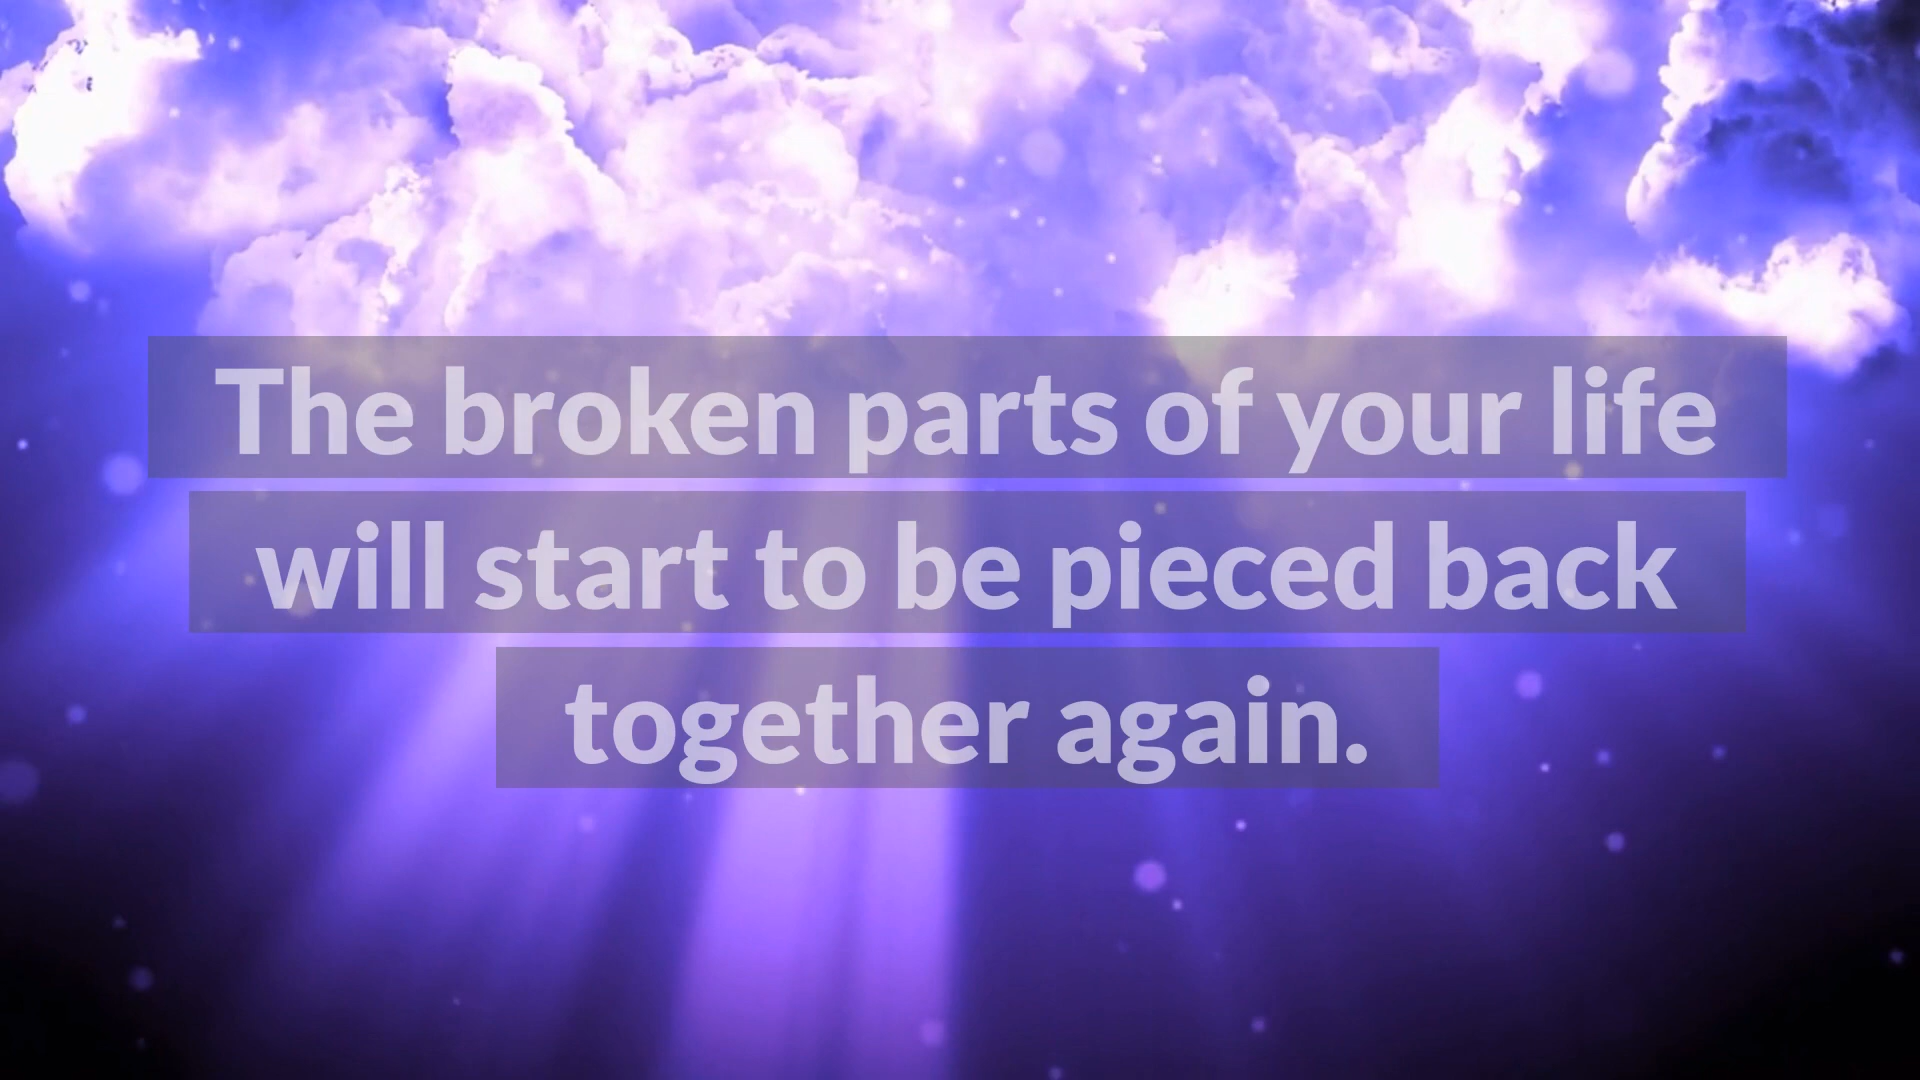 The broken parts of your life
will start to be pieced back
together again.